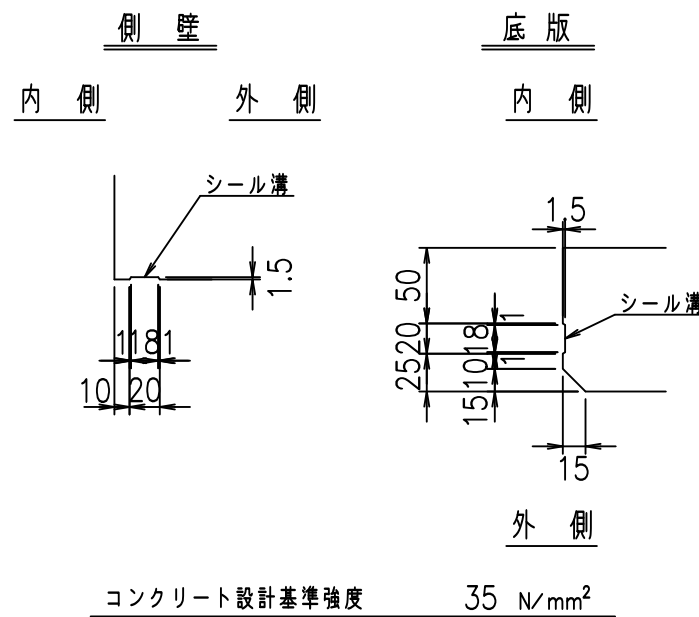 側 壁
底 版
内 側
外 側
内 側
シール溝
1.5
1 18 1
10 20
1.5
50
20
25
1
18
1
10
15
シール溝
15
外 側
コンクリート設計基準強度 35 N/mm²